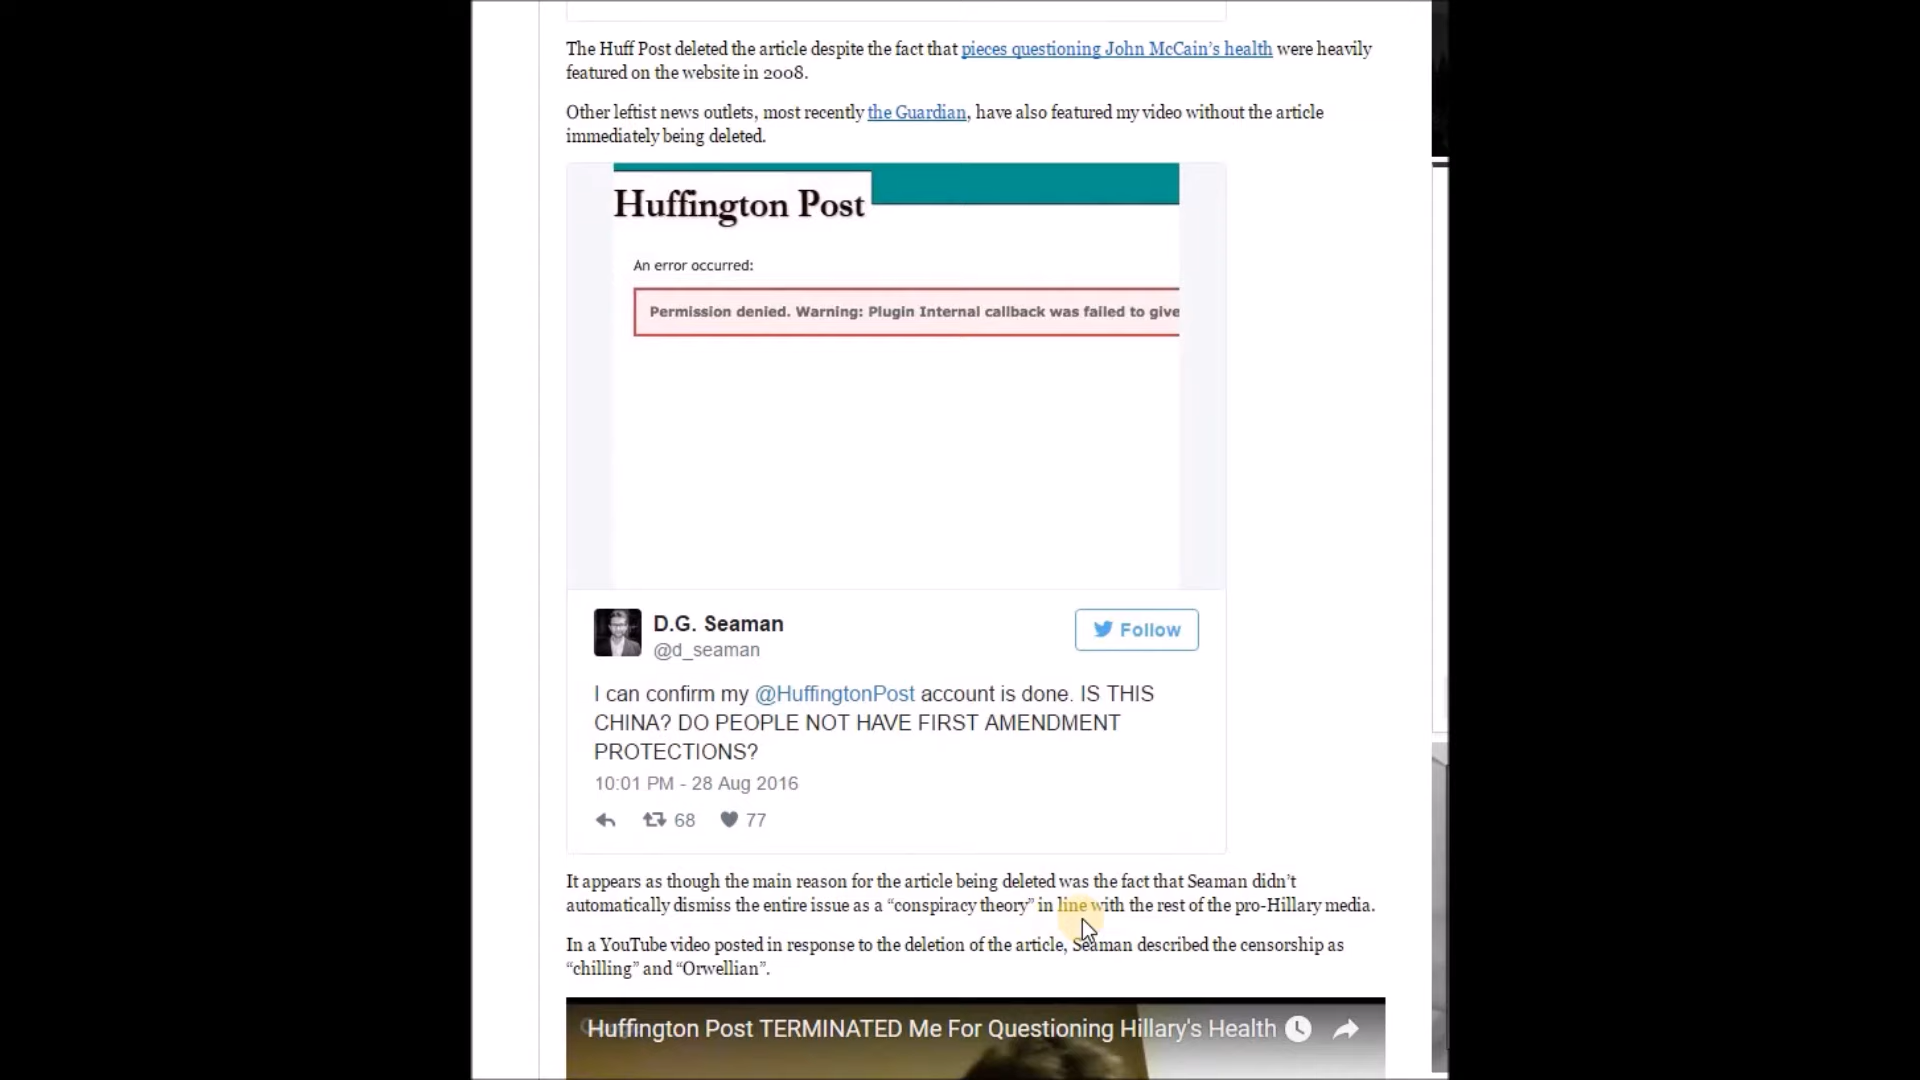 The Huff Post deleted the article despite the fact that pieces questioning John McCain's health were heavily
featured on the website in 2008.
Other leftist news outlets, most recently the Guardian, have also featured my video without the article
immediately being deleted.
Huffington Post
An error occurred:
Permission denied. Warning: Plugin Internal callback was failed to give
D.G. Seaman
@d_seaman
Follow
I can confirm my @HuffingtonPost account is done. IS THIS
CHINA? DO PEOPLE NOT HAVE FIRST AMENDMENT
PROTECTIONS?
10:01 PM - 28 Aug 2016
68 77
It appears as though the main reason for the article being deleted was the fact that Seaman didn't
automatically dismiss the entire issue as a “conspiracy theory” in line with the rest of the pro-Hillary media.
In a YouTube video posted in response to the deletion of the article, Seaman described the censorship as
“chilling” and “Orwellian”.
Huffington Post TERMINATED Me For Questioning Hillary's Health